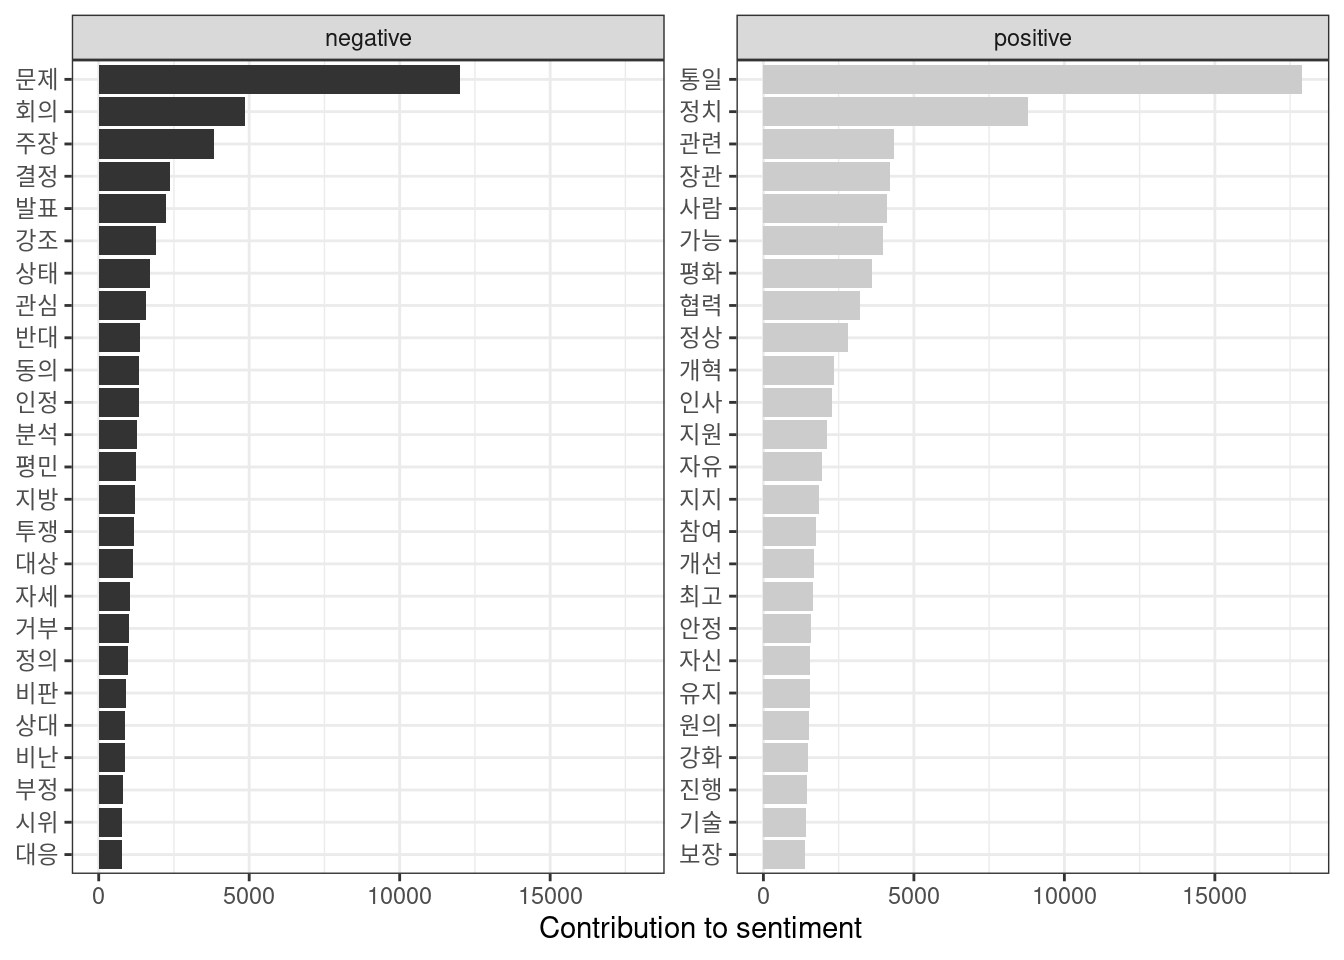 negative
문제
회의
주장
결정
발표
강조
상태
관심
반대
동의
인정
분석
평민
지방
투쟁
대상
자세
거부
정의
비판
상대
비난
부정
시위
대응
0 5000 10000 15000
positive
통일
정치
관련
장관
사람
가능
평화
협력
정상
개혁
인사
지원
자유
지지
참여
개선
최고
안정
자신
유지
원의
강화
진행
기술
보장
0 5000 10000 15000
Contribution to sentiment